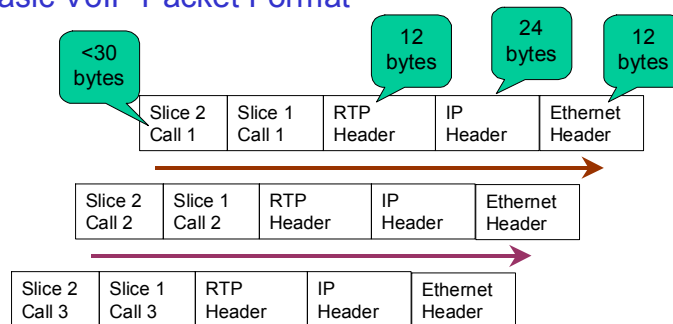 VoIP Packet Format
<30
bytes
12
bytes
24
bytes
12
bytes
Slice 2
Call 1
Slice 1
Call 1
RTP
Header
IP
Header
Ethernet
Header
Slice 2
Call 2
Slice 1
Call 2
RTP
Header
IP
Header
Ethernet
Header
Slice 2
Call 3
Slice 1
Call 3
RTP
Header
IP
Header
Ethernet
Header